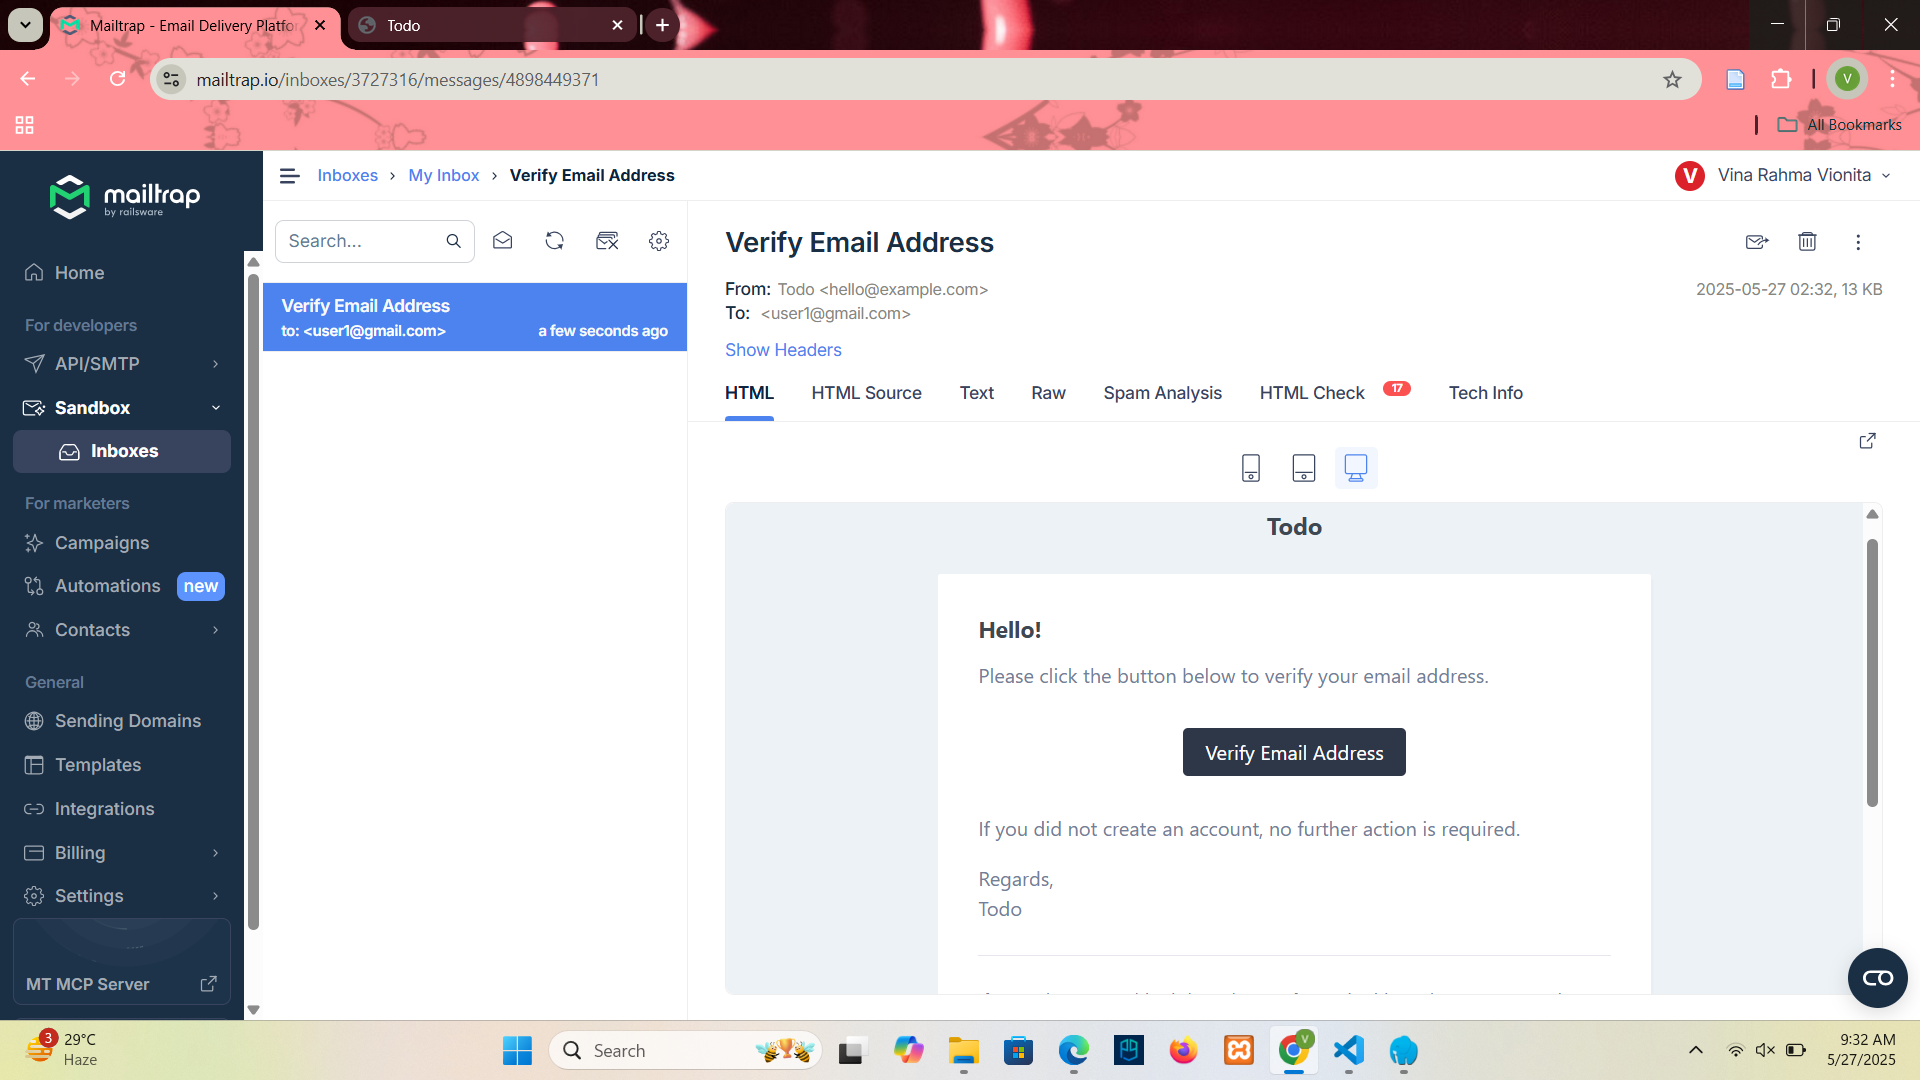 Mailtrap - Email Delivery Platfo
Todo
mailtrap.io/inboxes/3727316/messages/4898449371
V
All Bookmarks
mailtrap
by railsware
Home
For developers
API/SMTP
Sandbox
Inboxes
For marketers
Campaigns
Automations new
Contacts
General
Sending Domains
Templates
Integrations
Billing
Settings
MT MCP Server
Inboxes › My Inbox › Verify Email Address
V Vina Rahma Vionita
Search...
Verify Email Address
to: <user1@gmail.com> a few seconds ago
Verify Email Address
From: Todo <hello@example.com>
2025-05-27 02:32, 13 KB
To: <user1@gmail.com>
Show Headers
HTML HTML Source Text Raw Spam Analysis HTML Check 17 Tech Info
Todo
Hello!
Please click the button below to verify your email address.
Verify Email Address
If you did not create an account, no further action is required.
Regards,
Todo
3
29°C
Haze
Search
V
9:32 AM
5/27/2025